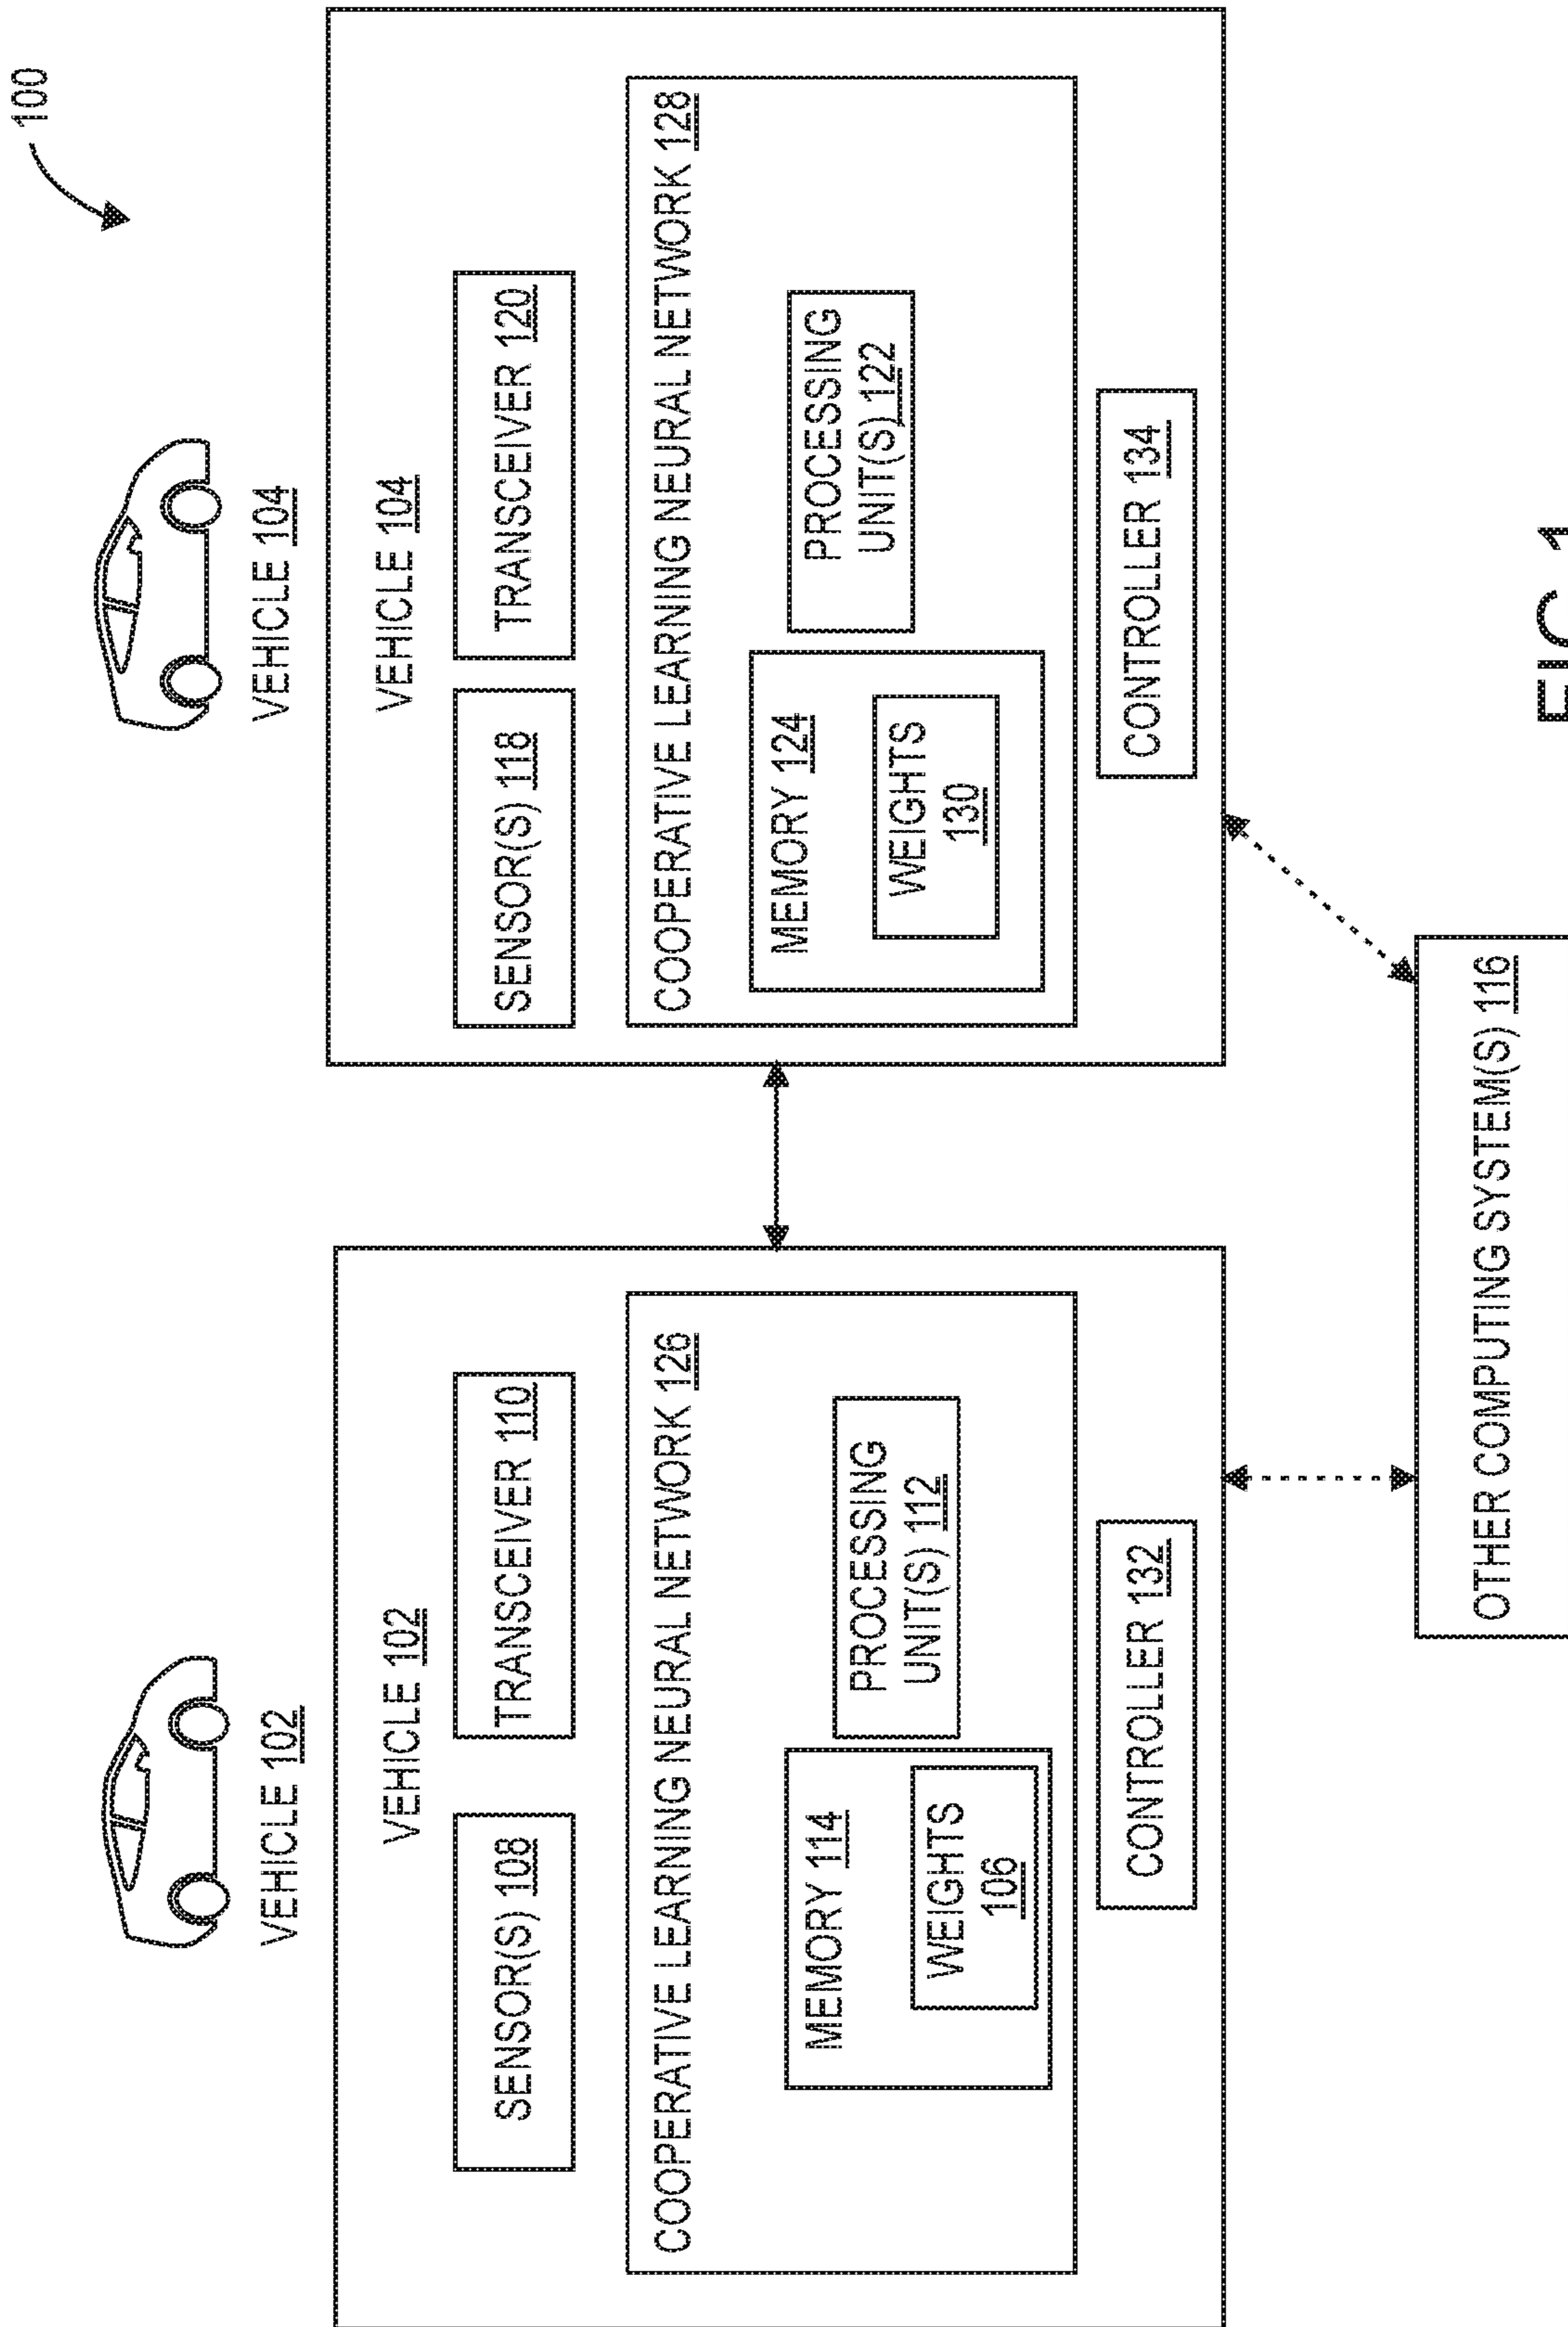 100
VEHICLE 102
VEHICLE 102
SENSOR(S) 108
TRANSCEIVER 110
COOPERATIVE LEARNING NEURAL NETWORK 126
MEMORY 114
WEIGHTS
106
PROCESSING
UNIT(S) 112
CONTROLLER 132
VEHICLE 104
VEHICLE 104
SENSOR(S) 118
TRANSCEIVER 120
COOPERATIVE LEARNING NEURAL NETWORK 128
MEMORY 124
WEIGHTS
130
PROCESSING
UNIT(S) 122
CONTROLLER 134
OTHER COMPUTING SYSTEM(S) 116
FIG. 1